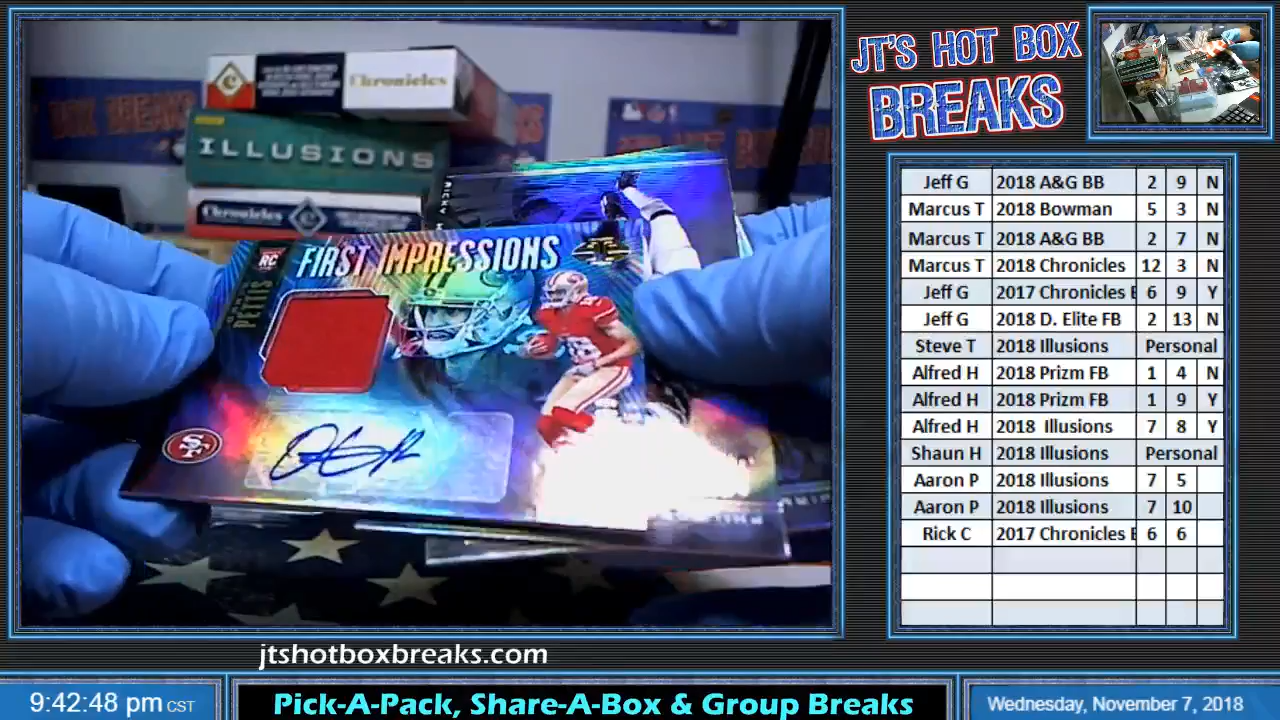 JT'S HOT BOX
BREAKS
Chronicles
ILLUSIONS
Chronicles
RC
FIRST IMPRESSIONS
PETTIS
SF
Jeff G 2018 A&G BB 2 9 N
Marcus T 2018 Bowman 5 3 N
Marcus T 2018 A&G BB 2 7 N
Marcus T 2018 Chronicles 12 3 N
Jeff G 2017 Chronicles 6 9 Y
Jeff G 2018 D. Elite FB 2 13 N
Steve T 2018 Illusions Personal
Alfred H 2018 Prizm FB 1 4 N
Alfred H 2018 Prizm FB 1 9 Y
Alfred H 2018 Illusions 7 8 Y
Shaun H 2018 Illusions Personal
Aaron P 2018 Illusions 7 5
Aaron P 2018 Illusions 7 10
Rick C 2017 Chronicles 6 6
jtshotboxbreaks.com
9:42:48 pm CST
Pick-A-Pack, Share-A-Box & Group Breaks
Wednesday, November 7, 2018